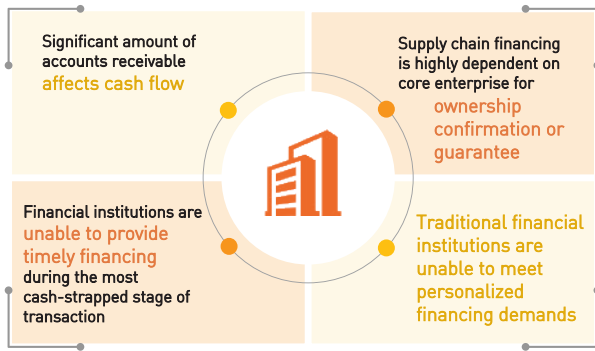 Significant amount of
accounts receivable
affects cash flow
Supply chain financing
is highly dependent on
core enterprise for
ownership
confirmation or
guarantee
Financial institutions are
unable to provide
timely financing
during the most
cash-strapped stage of
transaction
Traditional financial
institutions are
unable to meet
personalized
financing demands